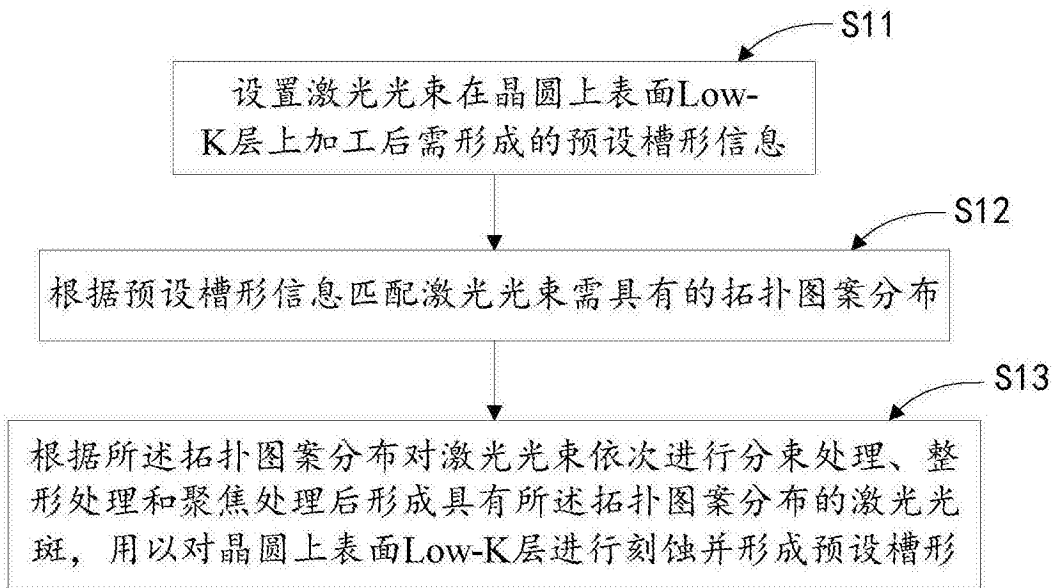 S11
设置激光光束在晶圆上表面Low-
K层上加工后需形成的预设槽形信息
S12
根据预设槽形信息匹配激光光束需具有的拓扑图案分布
S13
根据所述拓扑图案分布对激光光束依次进行分束处理、整
形处理和聚焦处理后形成具有所述拓扑图案分布的激光光
斑，用以对晶圆上表面Low-K层进行刻蚀并形成预设槽形